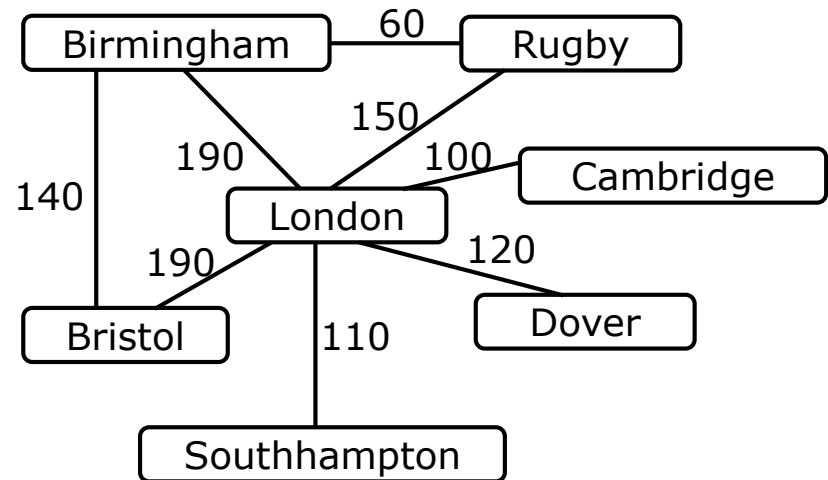 Birmingham
60
Rugby
150
190
100
Cambridge
140
London
120
190
Dover
Bristol
110
Southhampton